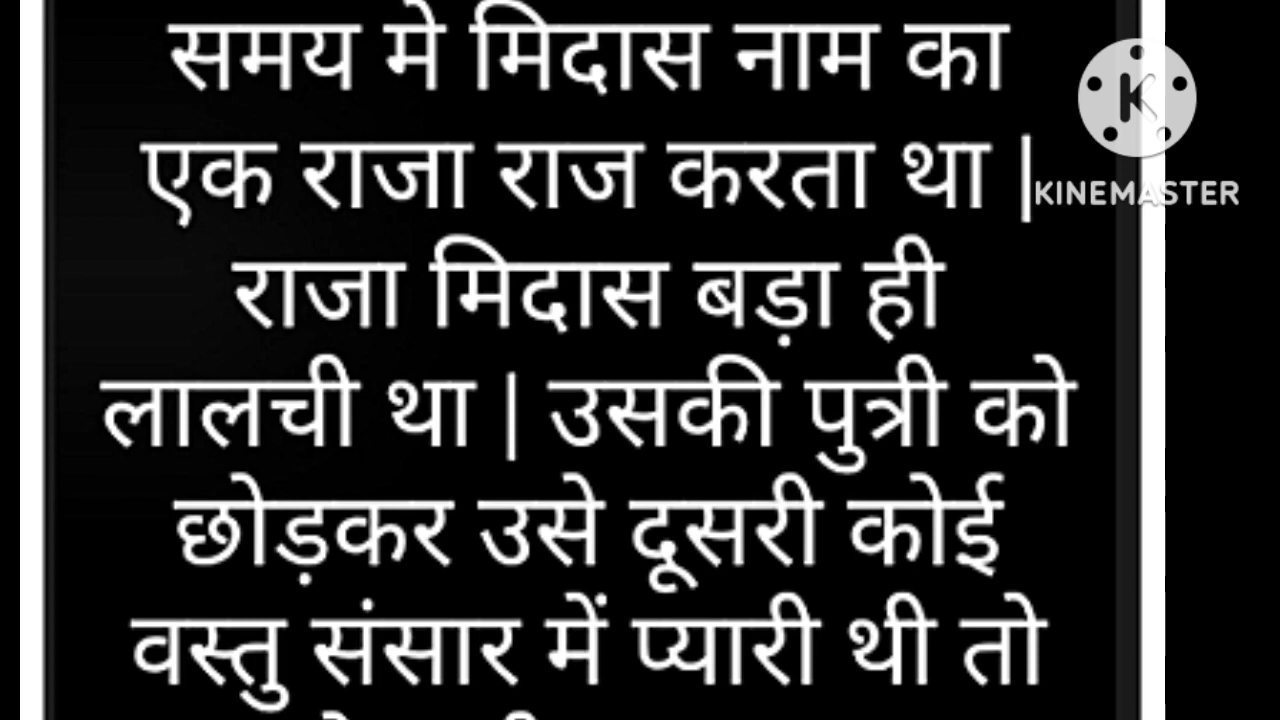 समय मे मिदास नाम का
एक राजा राज करता था |
KINEMASTER
राजा मिदास बड़ा ही
लालची था | उसकी पुत्री को
छोड़कर उसे दूसरी कोई
वस्तु संसार में प्यारी थी तो